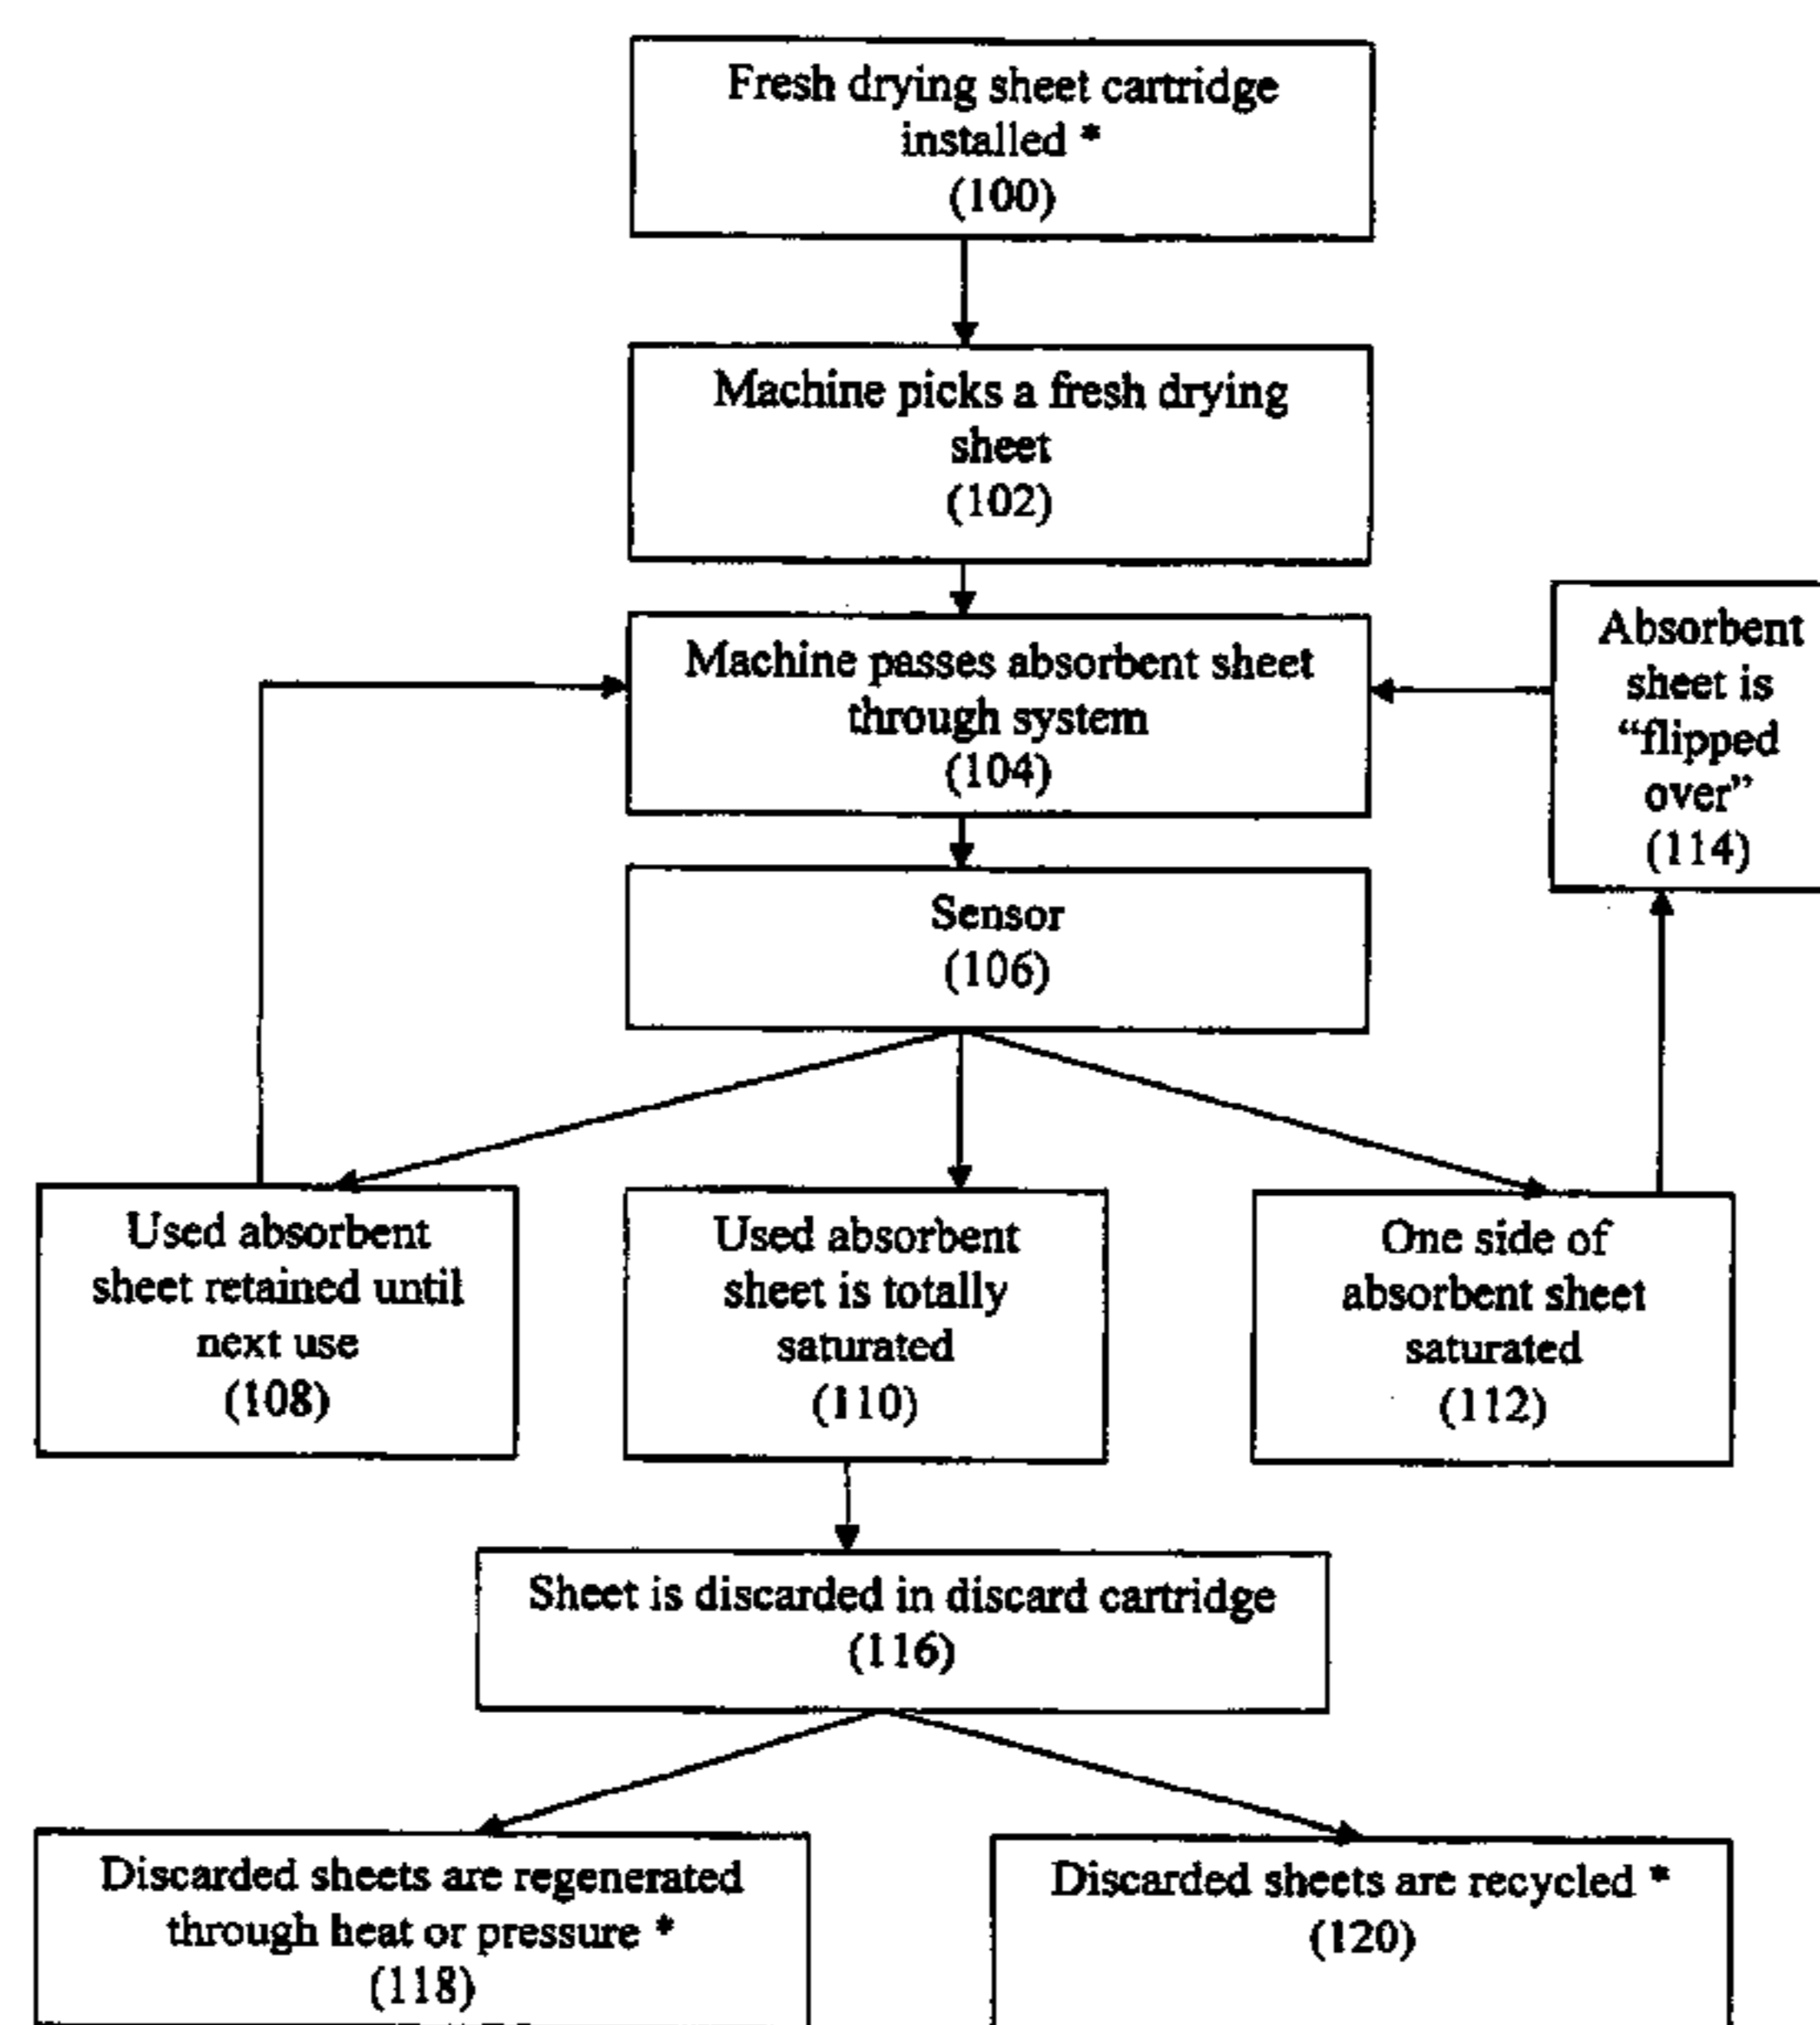 Fresh drying sheet cartridge
installed *
(100)
Machine picks a fresh drying
sheet
(102)
Machine passes absorbent sheet
through system
(104)
Absorbent
sheet is
“flipped
over”
(114)
Sensor
(106)
Used absorbent
sheet retained until
next use
(108)
Used absorbent
sheet is totally
saturated
(110)
One side of
absorbent sheet
saturated
(112)
Sheet is discarded in discard cartridge
(116)
Discarded sheets are regenerated
through heat or pressure *
(118)
Discarded sheets are recycled *
(120)